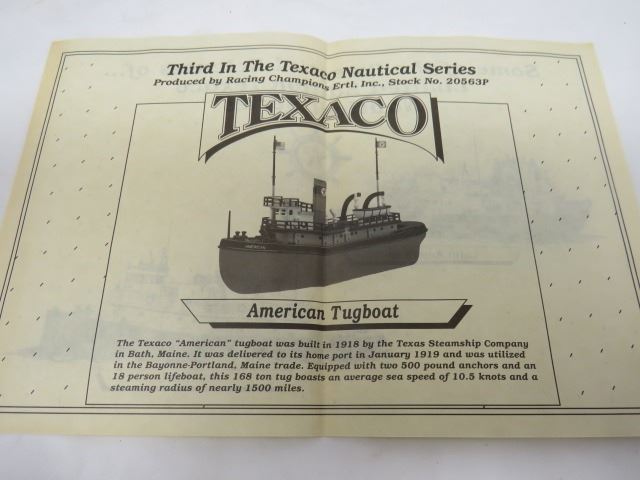 Third In The Texaco Nautical Series
Produced by Racing Champions Ertl, Inc., Stock No. 20563P
TEXACO
AMERICAN
American Tugboat
The Texaco "American" tugboat was built in 1918 by the Texas Steamship Company
in Bath, Maine. It was delivered to its home port in January 1919 and was utilized
in the Bayonne-Portland, Maine trade. Equipped with two 500 pound anchors and an
18 person lifeboat, this 168 ton tug boasts an average sea speed of 10.5 knots and a
steaming radius of nearly 1500 miles.